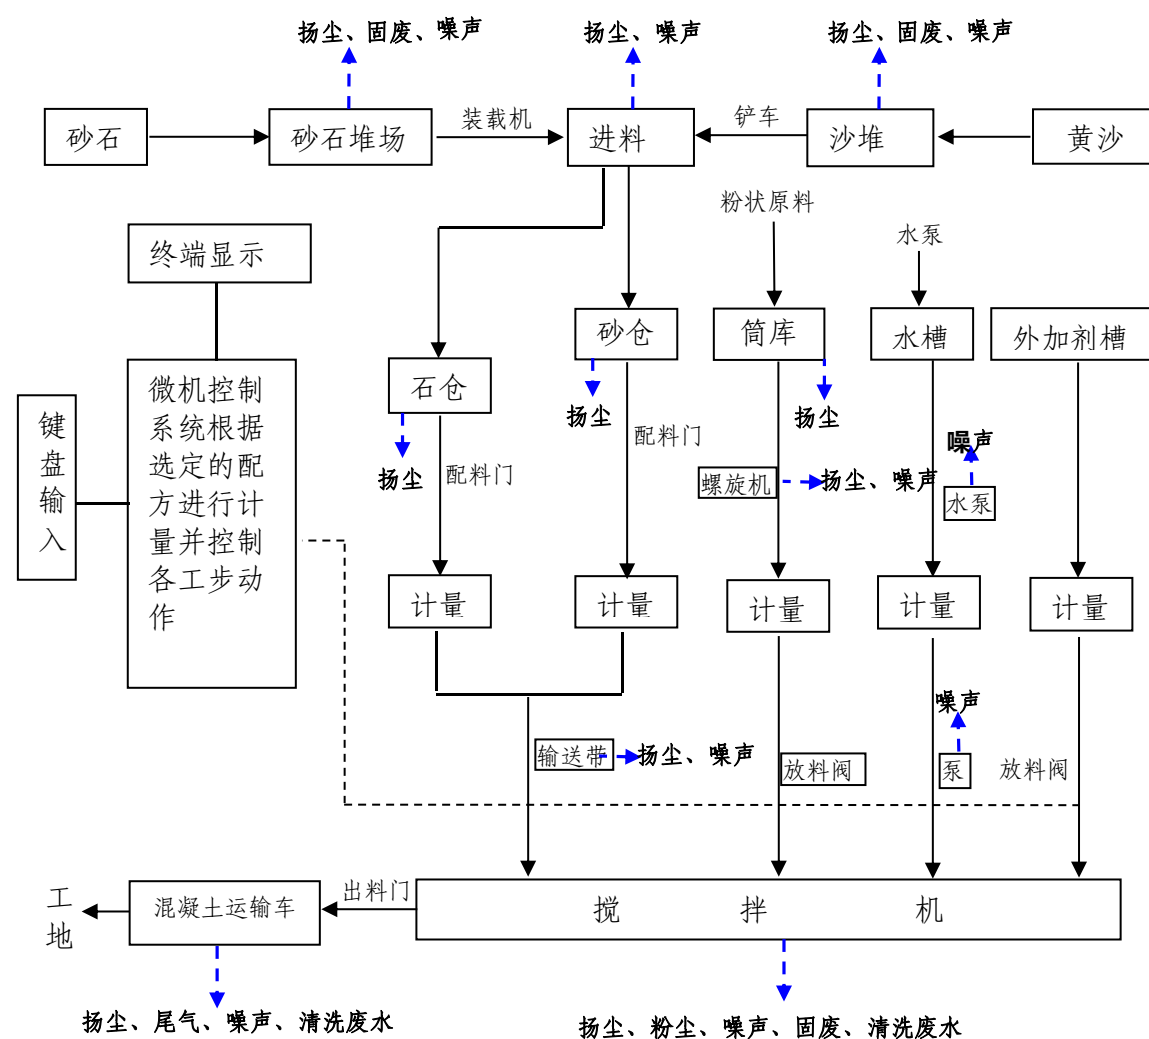 扬尘、固废、噪声
扬尘、噪声
扬尘、固废、噪声
砂石
砂石堆场
装载机
进料
铲车
沙堆
黄沙
粉状原料
水泵
终端显示
砂仓
筒库
水槽
外加剂槽
石仓
扬尘
扬尘
配料门
噪声
键
盘
输
入
微机控制
系统根据
选定的配
方进行计
量并控制
各工步动
作
扬尘
配料门
螺旋机
扬尘、噪声
水泵
计量
计量
计量
计量
计量
噪声
输送带
扬尘、噪声
放料阀
泵
放料阀
工
地
混凝土运输车
出料门
搅 拌 机
扬尘、尾气、噪声、清洗废水
扬尘、粉尘、噪声、固废、清洗废水